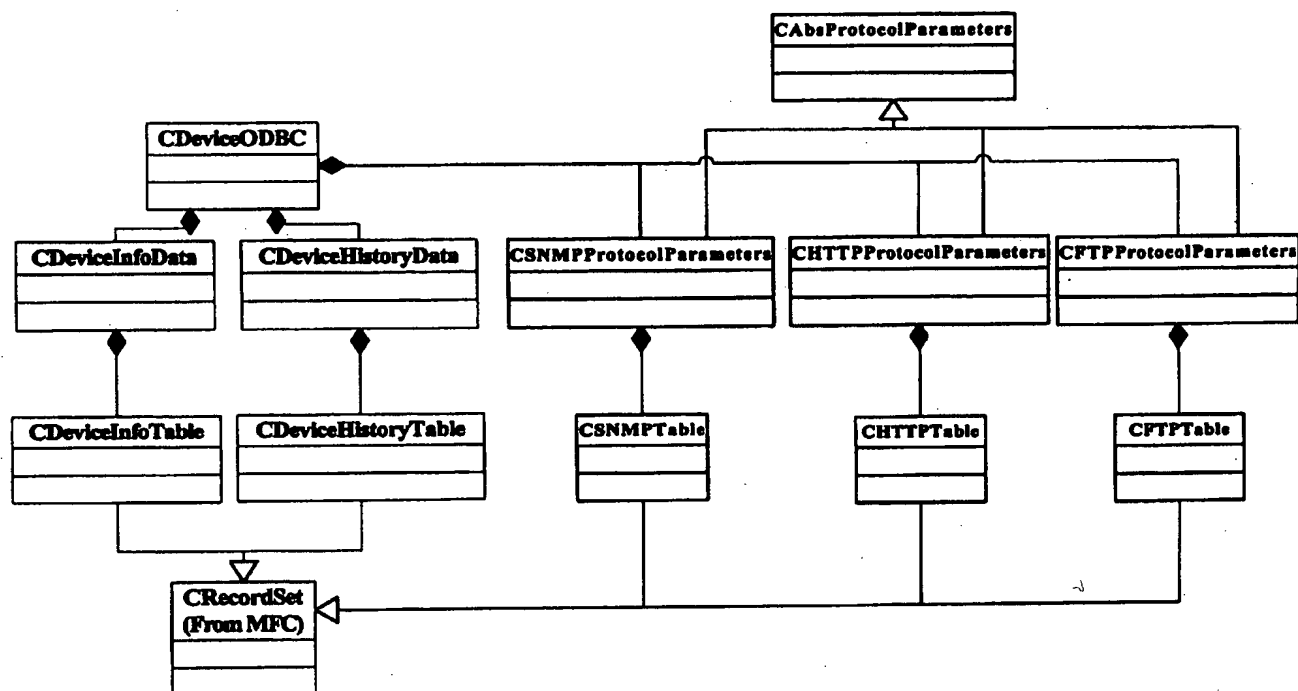 CAbsProtocolParameters
CDeviceODBC
CDeviceInfoData
CDeviceHistoryData
CSNMPProtocolParameters
CHTTPProtocolParameters
CFTPProtocolParameters
CDeviceInfoTable
CDeviceHistoryTable
CSNMPTable
CHTTPTable
CFTPTable
CRecordSet
(From MFC)